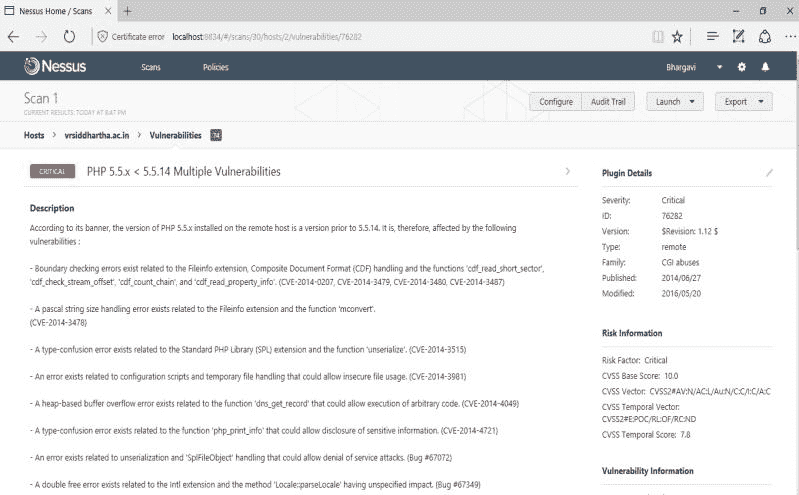 Nessus Home / Scans
Certificate error localhost:8834/#/scans/30/hosts/2/vulnerabilities/76282
Nessus Scans Policies Bhargavi
Scan 1
CURRENT RESULTS: TODAY AT 8:47 PM
Configure Audit Trail Launch Export
Hosts > vrsiddhartha.ac.in > Vulnerabilities 74
CRITICAL PHP 5.5.x < 5.5.14 Multiple Vulnerabilities
Description
According to its banner, the version of PHP 5.5.x installed on the remote host is a version prior to 5.5.14. It is, therefore, affected by the following
vulnerabilities :
- Boundary checking errors exist related to the Fileinfo extension, Composite Document Format (CDF) handling and the functions 'cdf_read_short_sector',
'cdf_check_stream_offset', 'cdf_count_chain', and 'cdf_read_property_info'. (CVE-2014-0207, CVE-2014-3479, CVE-2014-3480, CVE-2014-3487)
- A pascal string size handling error exists related to the Fileinfo extension and the function 'mconvert'.
(CVE-2014-3478)
- A type-confusion error exists related to the Standard PHP Library (SPL) extension and the function 'unserialize'. (CVE-2014-3515)
- An error exists related to configuration scripts and temporary file handling that could allow insecure file usage. (CVE-2014-3981)
- A heap-based buffer overflow error exists related to the function 'dns_get_record' that could allow execution of arbitrary code. (CVE-2014-4049)
- A type-confusion error exists related to the function 'php_print_info' that could allow disclosure of sensitive information. (CVE-2014-4721)
- An error exists related to unserialization and 'SplFileObject' handling that could allow denial of service attacks. (Bug #67072)
- A double free error exists related to the Intl extension and the method 'Locale::parseLocale' having unspecified impact. (Bug #67349)
Plugin Details
Severity: Critical
ID: 76282
Version: $Revision: 1.12 $
Type: remote
Family: CGI abuses
Published: 2014/06/27
Modified: 2016/05/20
Risk Information
Risk Factor: Critical
CVSS Base Score: 10.0
CVSS Vector: CVSS2#AV:N/AC:L/Au:N/C:C/I:C/A:C
CVSS Temporal Vector:
CVSS2#E:POC/RL:OF/RC:ND
CVSS Temporal Score: 7.8
Vulnerability Information